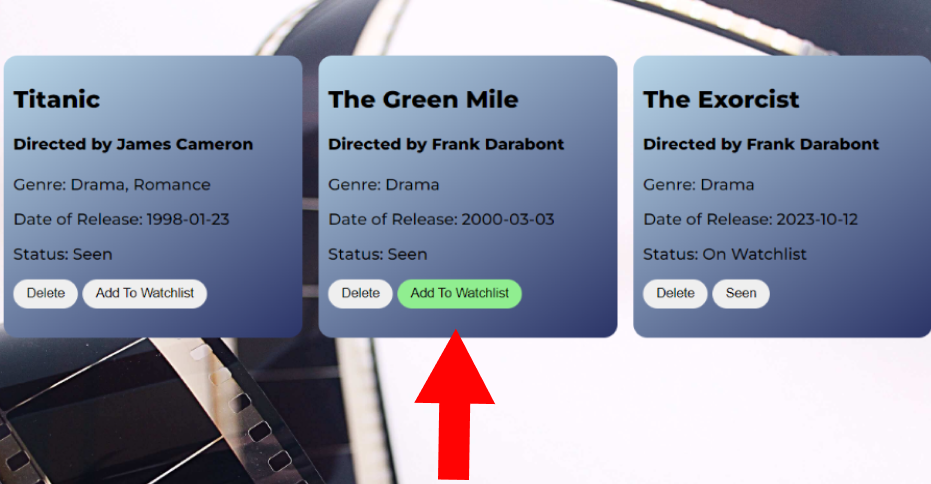 Titanic
Directed by James Cameron
Genre: Drama, Romance
Date of Release: 1998-01-23
Status: Seen
Delete Add To Watchlist
The Green Mile
Directed by Frank Darabont
Genre: Drama
Date of Release: 2000-03-03
Status: Seen
Delete Add To Watchlist
The Exorcist
Directed by Frank Darabont
Genre: Drama
Date of Release: 2023-10-12
Status: On Watchlist
Delete Seen